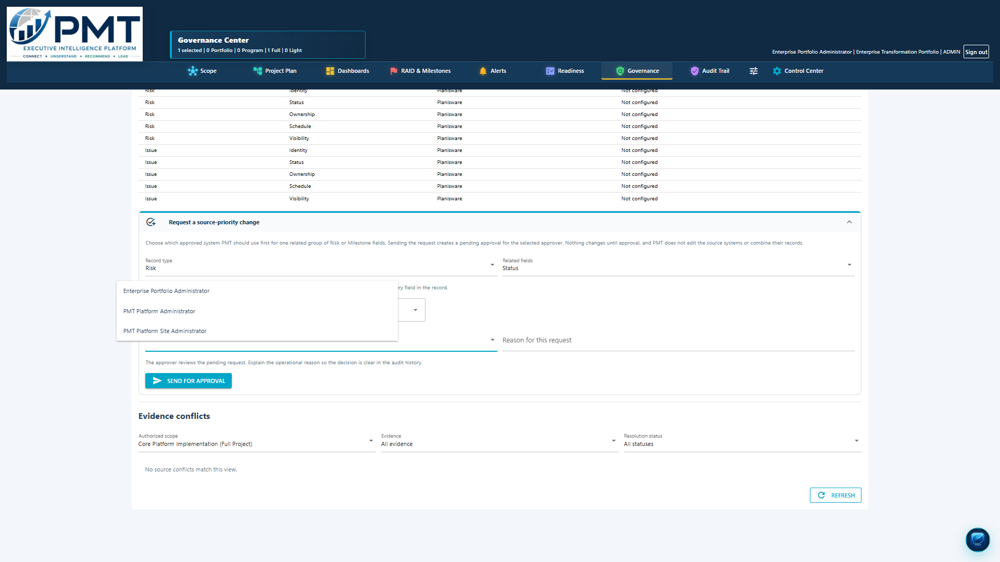 PMT
EXECUTIVE INTELLIGENCE PLATFORM
CONNECT • UNDERSTAND • RECOMMEND • LEAD
Governance Center
1 selected | 0 Portfolio | 0 Program | 1 Full | 0 Light
Enterprise Portfolio Administrator | Enterprise Transformation Portfolio | ADMIN
Sign out
Scope
Project Plan
Dashboards
RAID & Milestones
Alerts
Readiness
Governance
Audit Trail
Control Center
Risk Identity Planisware Not configured
Risk Status Planisware Not configured
Risk Ownership Planisware Not configured
Risk Schedule Planisware Not configured
Risk Visibility Planisware Not configured
Issue Identity Planisware Not configured
Issue Status Planisware Not configured
Issue Ownership Planisware Not configured
Issue Schedule Planisware Not configured
Issue Visibility Planisware Not configured
Request a source-priority change
Choose which approved system PMT should use first for one related group of Risk or Milestone fields. Sending the request creates a pending approval for the selected approver. Nothing changes until approval, and PMT does not edit the source systems or combine their records.
Record type
Risk
Related fields
Status
field in the record.
Enterprise Portfolio Administrator
PMT Platform Administrator
PMT Platform Site Administrator
Reason for this request
The approver reviews the pending request. Explain the operational reason so the decision is clear in the audit history.
SEND FOR APPROVAL
Evidence conflicts
Authorized scope
Core Platform Implementation (Full Project)
Evidence
All evidence
Resolution status
All statuses
No source conflicts match this view.
REFRESH
PMT